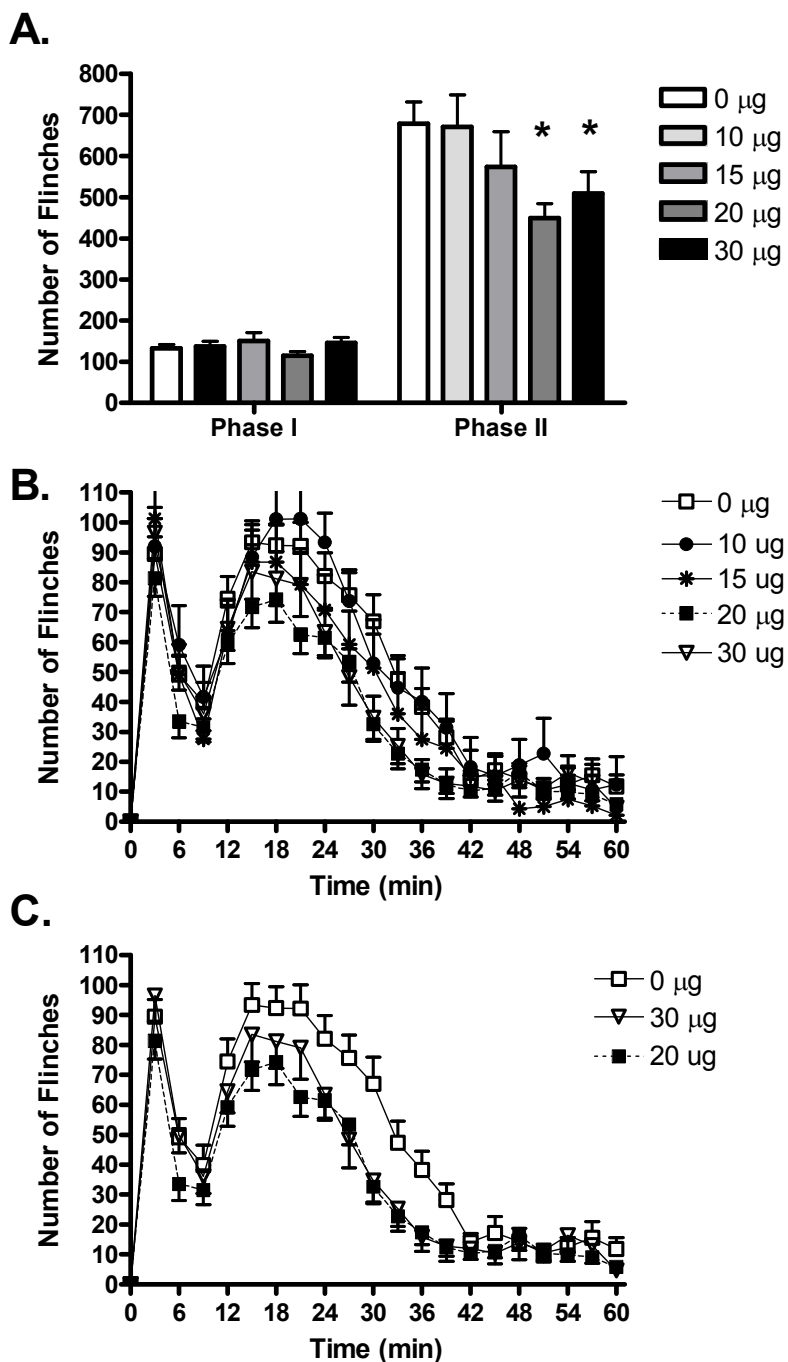 A.
800
700
600
500
400
300
200
100
0
Number of Flinches
Phase I
Phase II
* *
0 μg
10 μg
15 μg
20 μg
30 μg
B.
110
100
90
80
70
60
50
40
30
20
10
0
Number of Flinches
0 6 12 18 24 30 36 42 48 54 60
Time (min)
0 μg
10 ug
15 ug
20 μg
30 ug
C.
110
100
90
80
70
60
50
40
30
20
10
0
Number of Flinches
0 6 12 18 24 30 36 42 48 54 60
Time (min)
0 μg
30 μg
20 ug